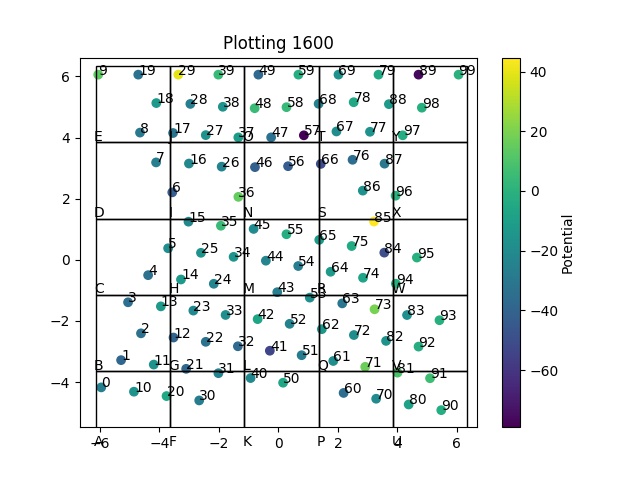 Plotting 1600
9 19 29 39 49 59 69 79 89 99
18 28 38 48 58 68 78 88 98
8 17 27 37 47 57 67 77 97
E J O T Y
7 16 26 46 56 66 76 87
6 36 86 96
D I N S X
15 35 45 55 65 75 85 95
5 25 34 44 54 64 74 84 94
4 14 24 43 53
C H M R W
3 13 23 33 42 52 62 63 73 83 93
2 12 22 32 41 51 61 72 82 92
1 11 21 31 71 81 91
B G L Q V
0 10 20 30 40 50 60 70 80 90
A F K P U
−6 −4 −2 0 2 4 6
6
4
2
0
−2
−4
40
20
0
−20
−40
−60
Potential